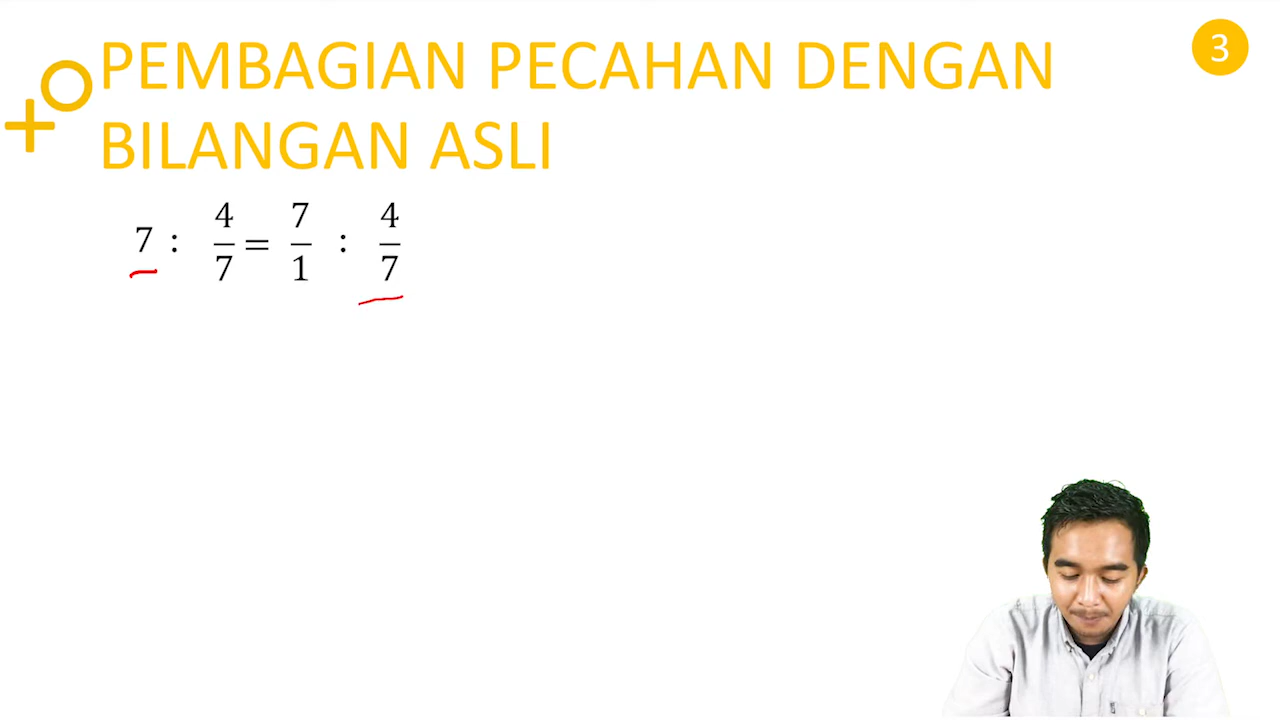 PEMBAGIAN PECAHAN DENGAN
BILANGAN ASLI
3
7 : 4/7 = 7/1 : 4/7